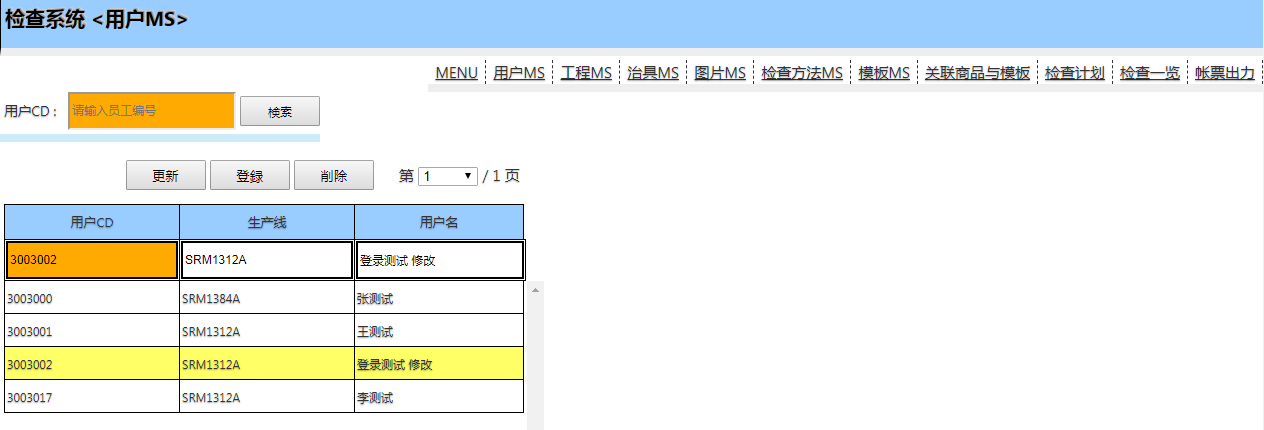 检查系统 <用户MS>
MENU 用户MS 工程MS 治具MS 图片MS 检查方法MS 模板MS 关联商品与模板 检查计划 检查一览 帐票出力
用户CD： 请输入员工编号 检索
更新 登録 削除 第 1 / 1 页
用户CD 生产线 用户名
3003002 SRM1312A 登录测试 修改
3003000 SRM1384A 张测试
3003001 SRM1312A 王测试
3003002 SRM1312A 登录测试 修改
3003017 SRM1312A 李测试